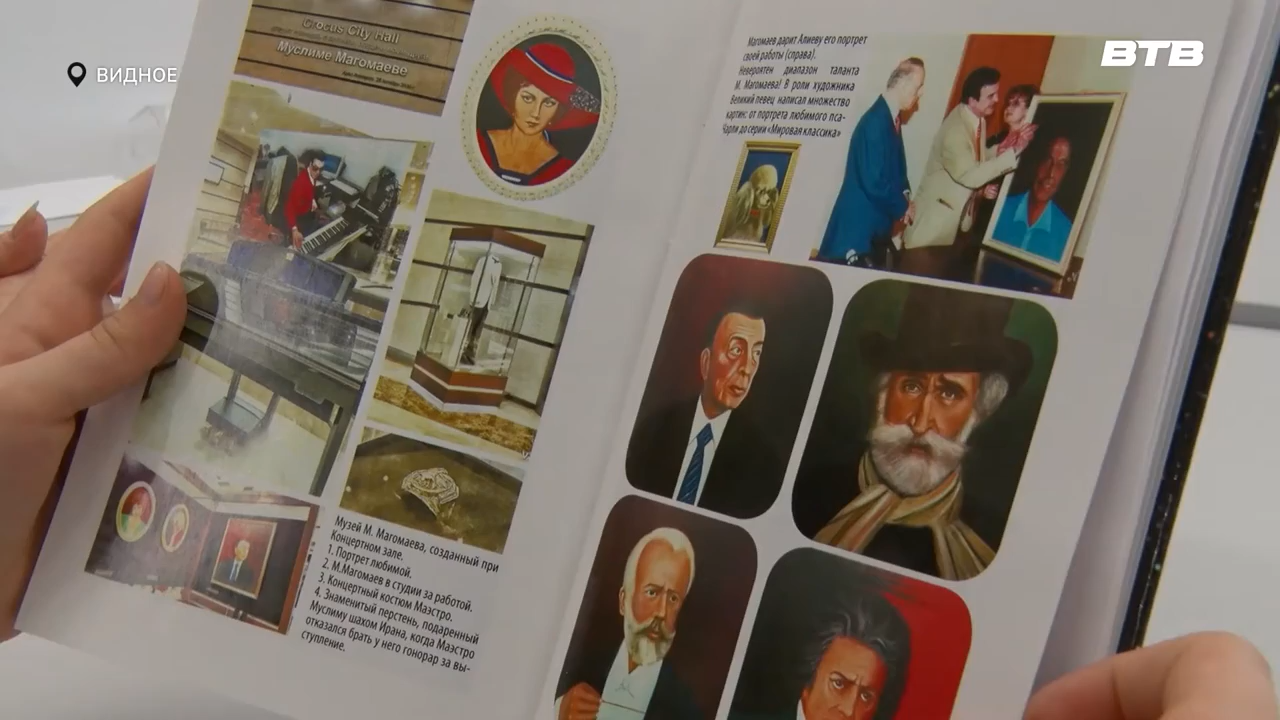 ВИДНОЕ
ВТВ
Crocus City Hall
Муслиме Магомаеве
Музей М. Магомаева, созданный при
Концертном зале.
1. Портрет любимой.
2. М.Магомаев в студии за работой.
3. Концертный костюм Маэстро.
4. Знаменитый перстень, подаренный
Муслиму шахом Ирана, когда Маэстро
отказался брать у него гонорар за вы-
ступление.
Магомаев дарит Алиеву его портрет
своей работы (справа).
Невероятен диапазон таланта
М. Магомаева! В роли художника
Великий певец написал множество
картин: от портрета любимого пса-
Чарли до серии «Мировая классика»